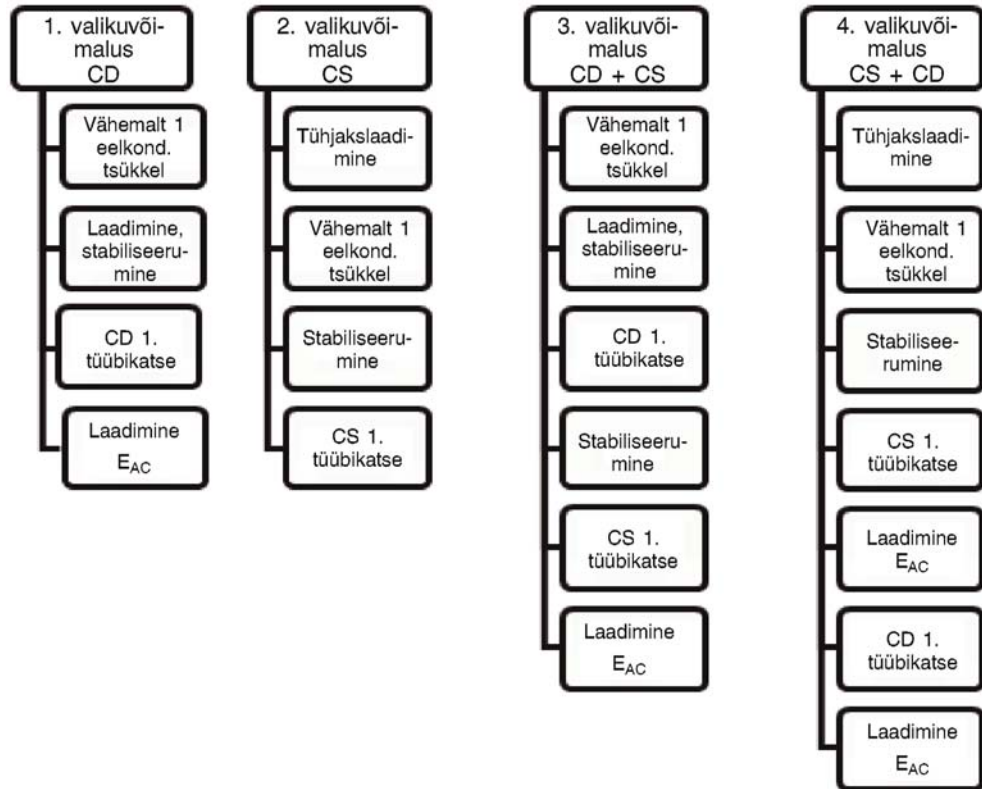 1. valikuvõi-
malus
CD
Vähemalt 1
eelkond.
tsükkel
Laadimine,
stabiliseeru-
mine
CD 1.
tüübikatse
Laadimine
EAC
2. valikuvõi-
malus
CS
Tühjakslaadi-
mine
Vähemalt 1
eelkond.
tsükkel
Stabiliseeru-
mine
CS 1.
tüübikatse
3. valikuvõi-
malus
CD + CS
Vähemalt 1
eelkond.
tsükkel
Laadimine,
stabiliseeru-
mine
CD 1.
tüübikatse
Stabiliseeru-
mine
CS 1.
tüübikatse
Laadimine
EAC
4. valikuvõi-
malus
CS + CD
Tühjakslaadi-
mine
Vähemalt 1
eelkond.
tsükkel
Stabilisee-
rumine
CS 1.
tüübikatse
Laadimine
EAC
CD 1.
tüübikatse
Laadimine
EAC